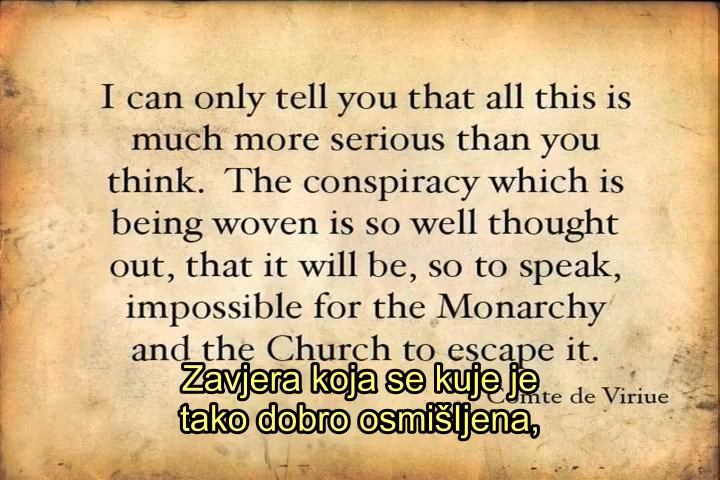 I can only tell you that all this is
much more serious than you
think. The conspiracy which is
being woven is so well thought
out, that it will be, so to speak,
impossible for the Monarchy
and the Church to escape it.
Comte de Viriue
Zavjera koja se kuje je
tako dobro osmišljena,